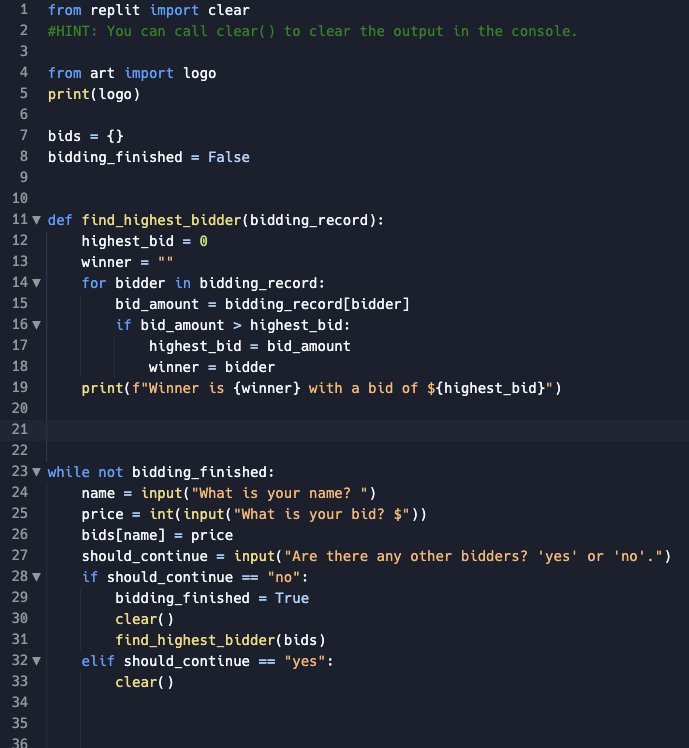 1 from replit import clear
2 #HINT: You can call clear() to clear the output in the console.
3
4 from art import logo
5 print(logo)
6
7 bids = {}
8 bidding_finished = False
9
10
11 def find_highest_bidder(bidding_record):
12     highest_bid = 0
13     winner = ""
14     for bidder in bidding_record:
15         bid_amount = bidding_record[bidder]
16         if bid_amount > highest_bid:
17             highest_bid = bid_amount
18             winner = bidder
19     print(f"Winner is {winner} with a bid of ${highest_bid}")
20
21
22
23 while not bidding_finished:
24     name = input("What is your name? ")
25     price = int(input("What is your bid? $"))
26     bids[name] = price
27     should_continue = input("Are there any other bidders? 'yes' or 'no'.")
28     if should_continue == "no":
29         bidding_finished = True
30         clear()
31         find_highest_bidder(bids)
32     elif should_continue == "yes":
33         clear()
34
35
36